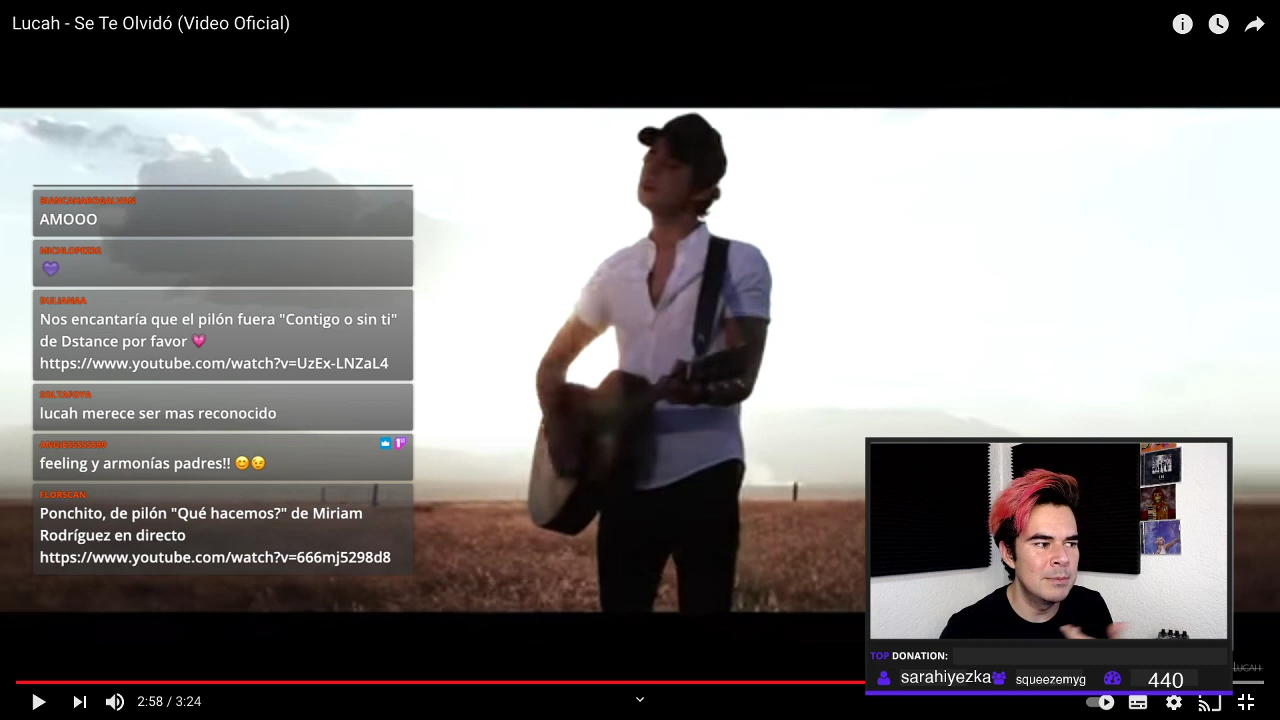 Lucah - Se Te Olvidó (Video Oficial)
AMOOO
Nos encantaría que el pilón fuera "Contigo o sin ti"
de Dstance por favor 💗
https://www.youtube.com/watch?v=UzEx-LNZaL4
lucah merece ser mas reconocido
feeling y armonías padres!! 😊😉
FLORSCAN
Ponchito, de pilón "Qué hacemos?" de Miriam
Rodríguez en directo
https://www.youtube.com/watch?v=666mj5298d8
TOP DONATION:
sarahiyezka squeezemyg 440
LUCAH
2:58 / 3:24